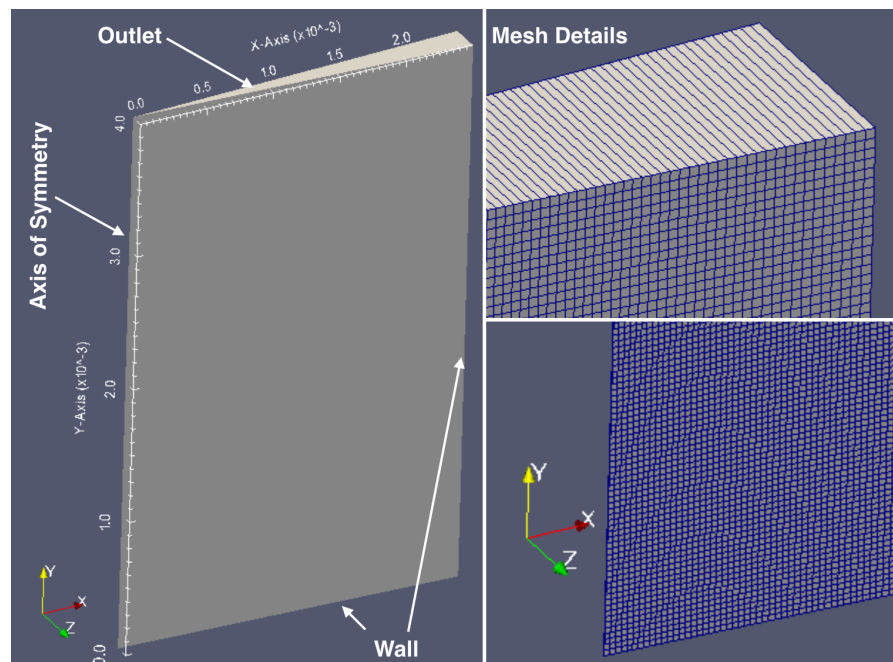 Outlet
X-Axis (x10^-3)
0.0
0.5
1.0
1.5
2.0
4.0
3.0
2.0
1.0
0.0
Axis of Symmetry
Y-Axis (x10^-3)
Wall
Y
X
Z
Mesh Details
Y
X
Z